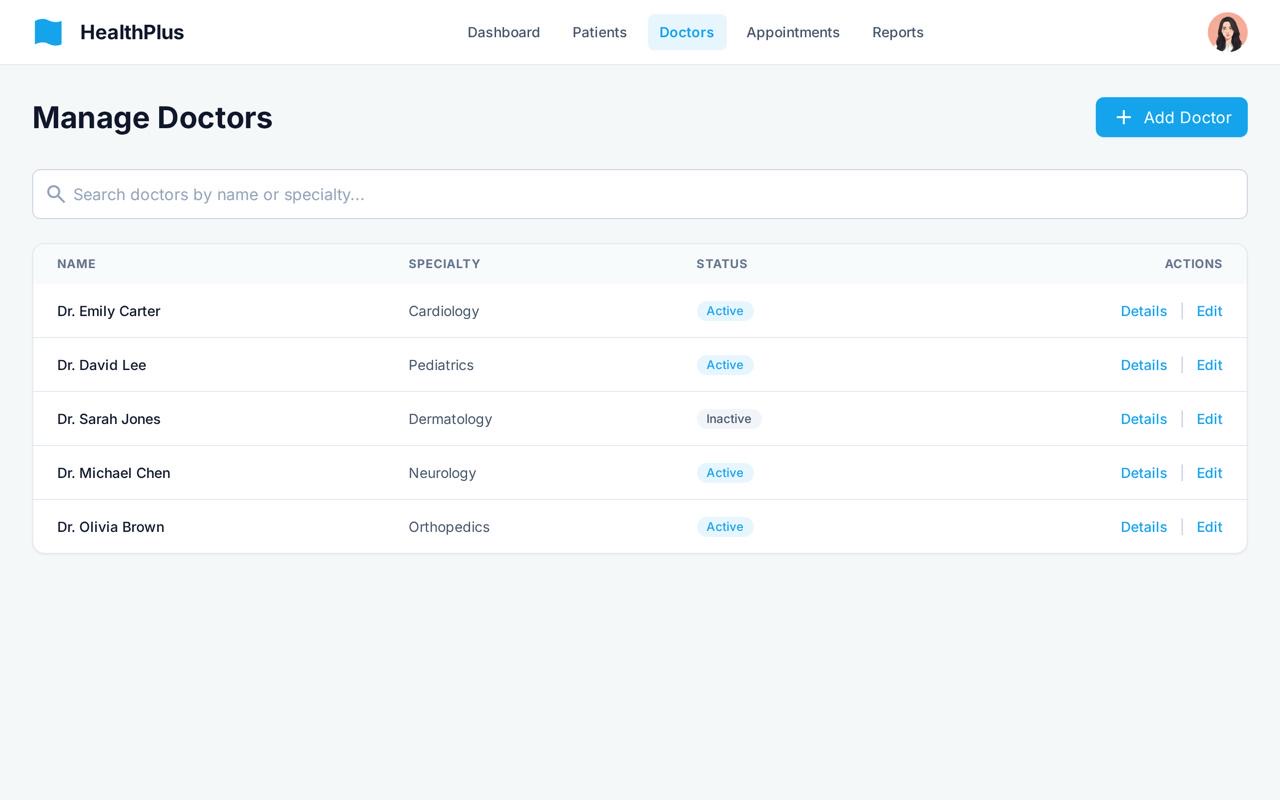 HealthPlus
Dashboard Patients Doctors Appointments Reports
Manage Doctors
Add Doctor
Search doctors by name or specialty...
NAME SPECIALTY STATUS ACTIONS
Dr. Emily Carter Cardiology Active Details | Edit
Dr. David Lee Pediatrics Active Details | Edit
Dr. Sarah Jones Dermatology Inactive Details | Edit
Dr. Michael Chen Neurology Active Details | Edit
Dr. Olivia Brown Orthopedics Active Details | Edit